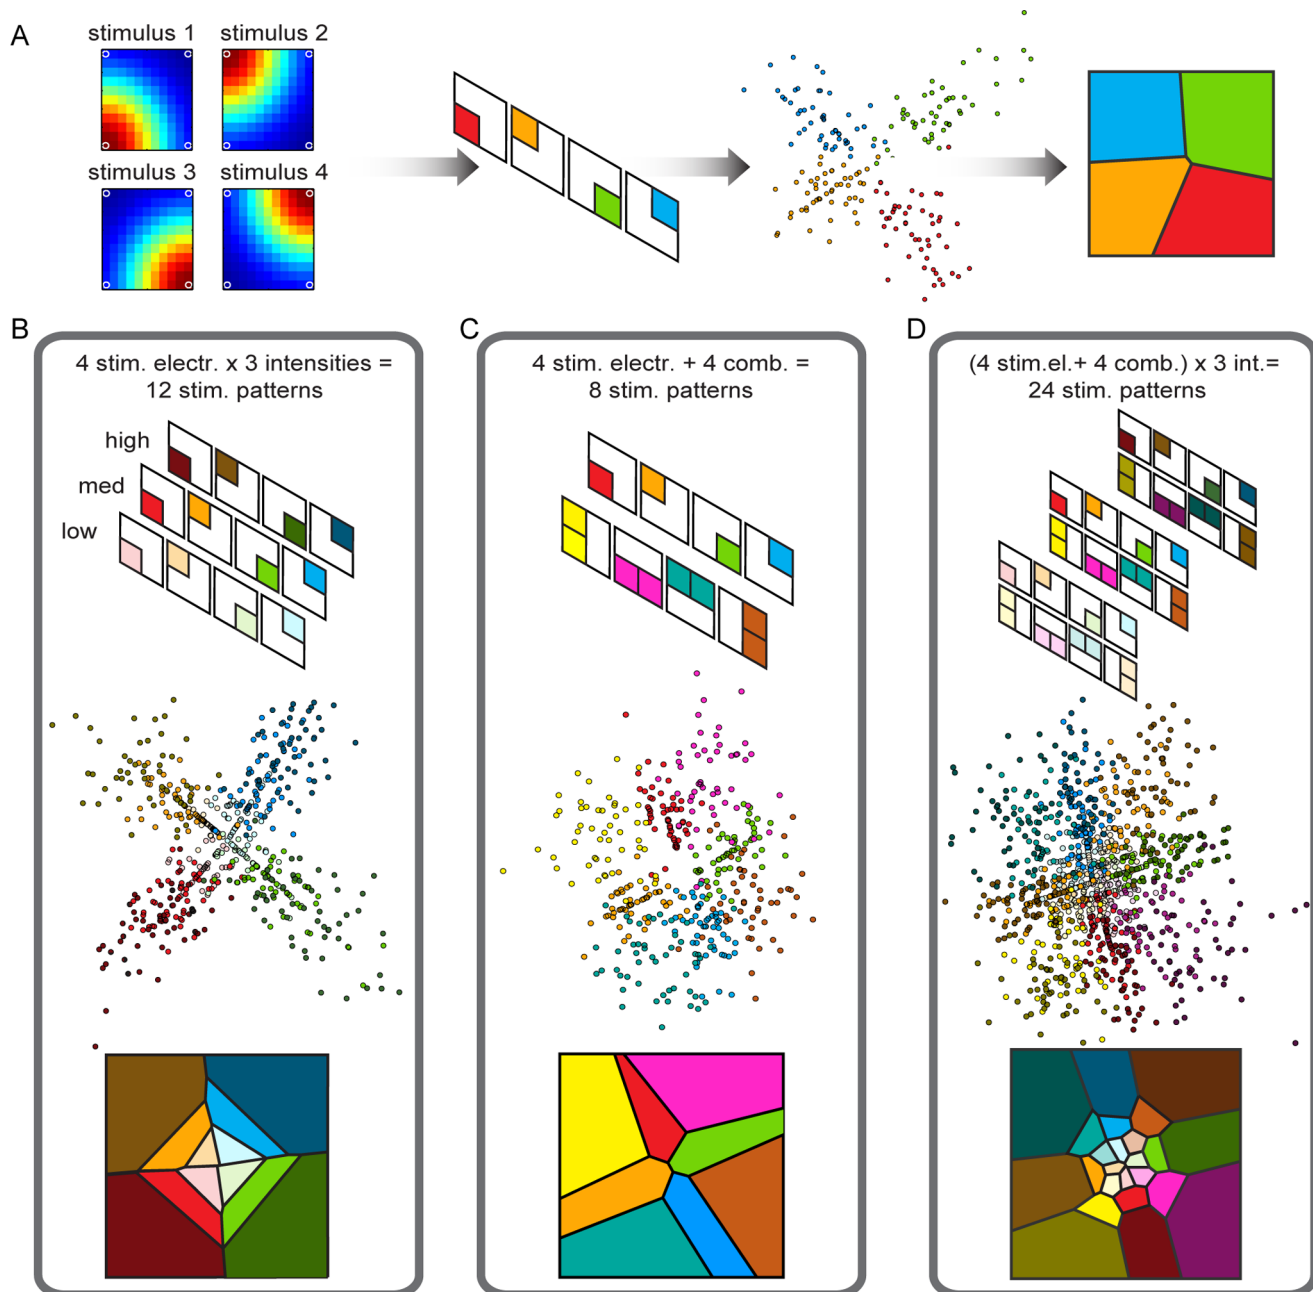 A
stimulus 1
stimulus 2
stimulus 3
stimulus 4
B
4 stim. electr. x 3 intensities =
12 stim. patterns
high
med
low
C
4 stim. electr. + 4 comb. =
8 stim. patterns
D
(4 stim.el.+ 4 comb.) x 3 int.=
24 stim. patterns